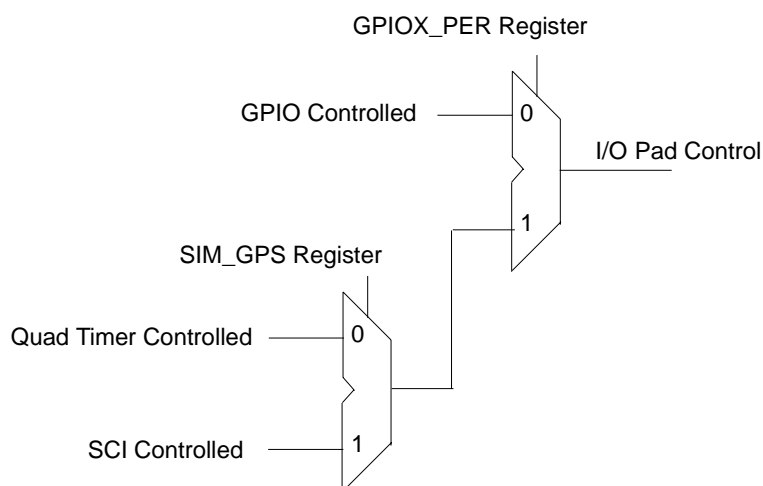 GPIOX_PER Register
GPIO Controlled
0
I/O Pad Control
1
SIM_GPS Register
Quad Timer Controlled
0
SCI Controlled
1